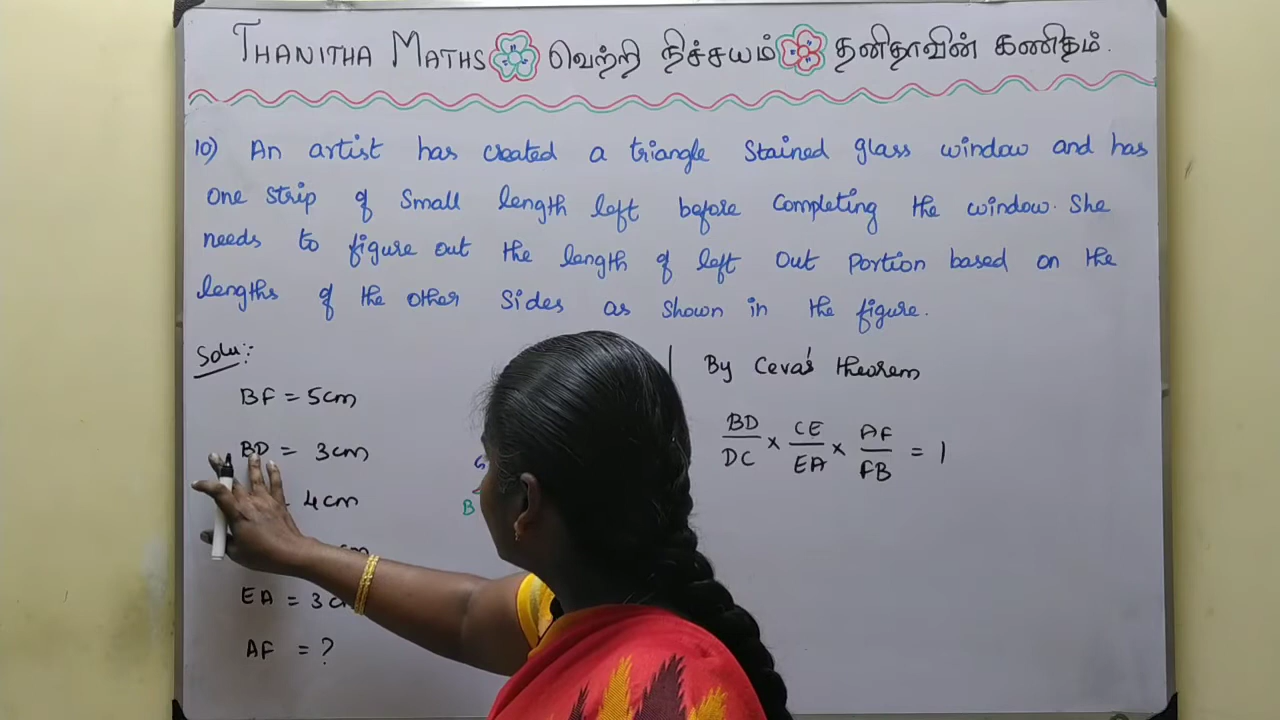 THANITHA MATHS வெற்றி நிச்சயம் தனிதாவின் கணிதம்.
10) An artist has created a triangle Stained glass window and has
one strip of Small length left before completing the window. She
needs to figure out the length of left out portion based on the
lengths of the other Sides as shown in the figure.
Solu:-
BF = 5cm
BD = 3cm
= 4cm
cm
EA = 3c
AF = ?
B
By Ceva's theorem
BD/DC × CE/EA × AF/FB = 1